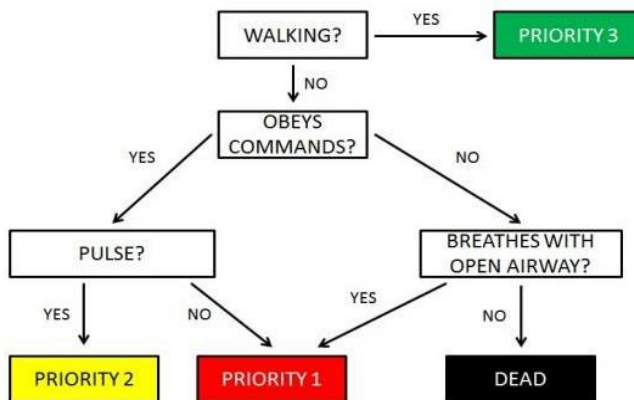 WALKING?
YES
PRIORITY 3
NO
OBEYS
COMMANDS?
YES
NO
PULSE?
BREATHES WITH
OPEN AIRWAY?
YES
NO
YES
NO
PRIORITY 2
PRIORITY 1
DEAD